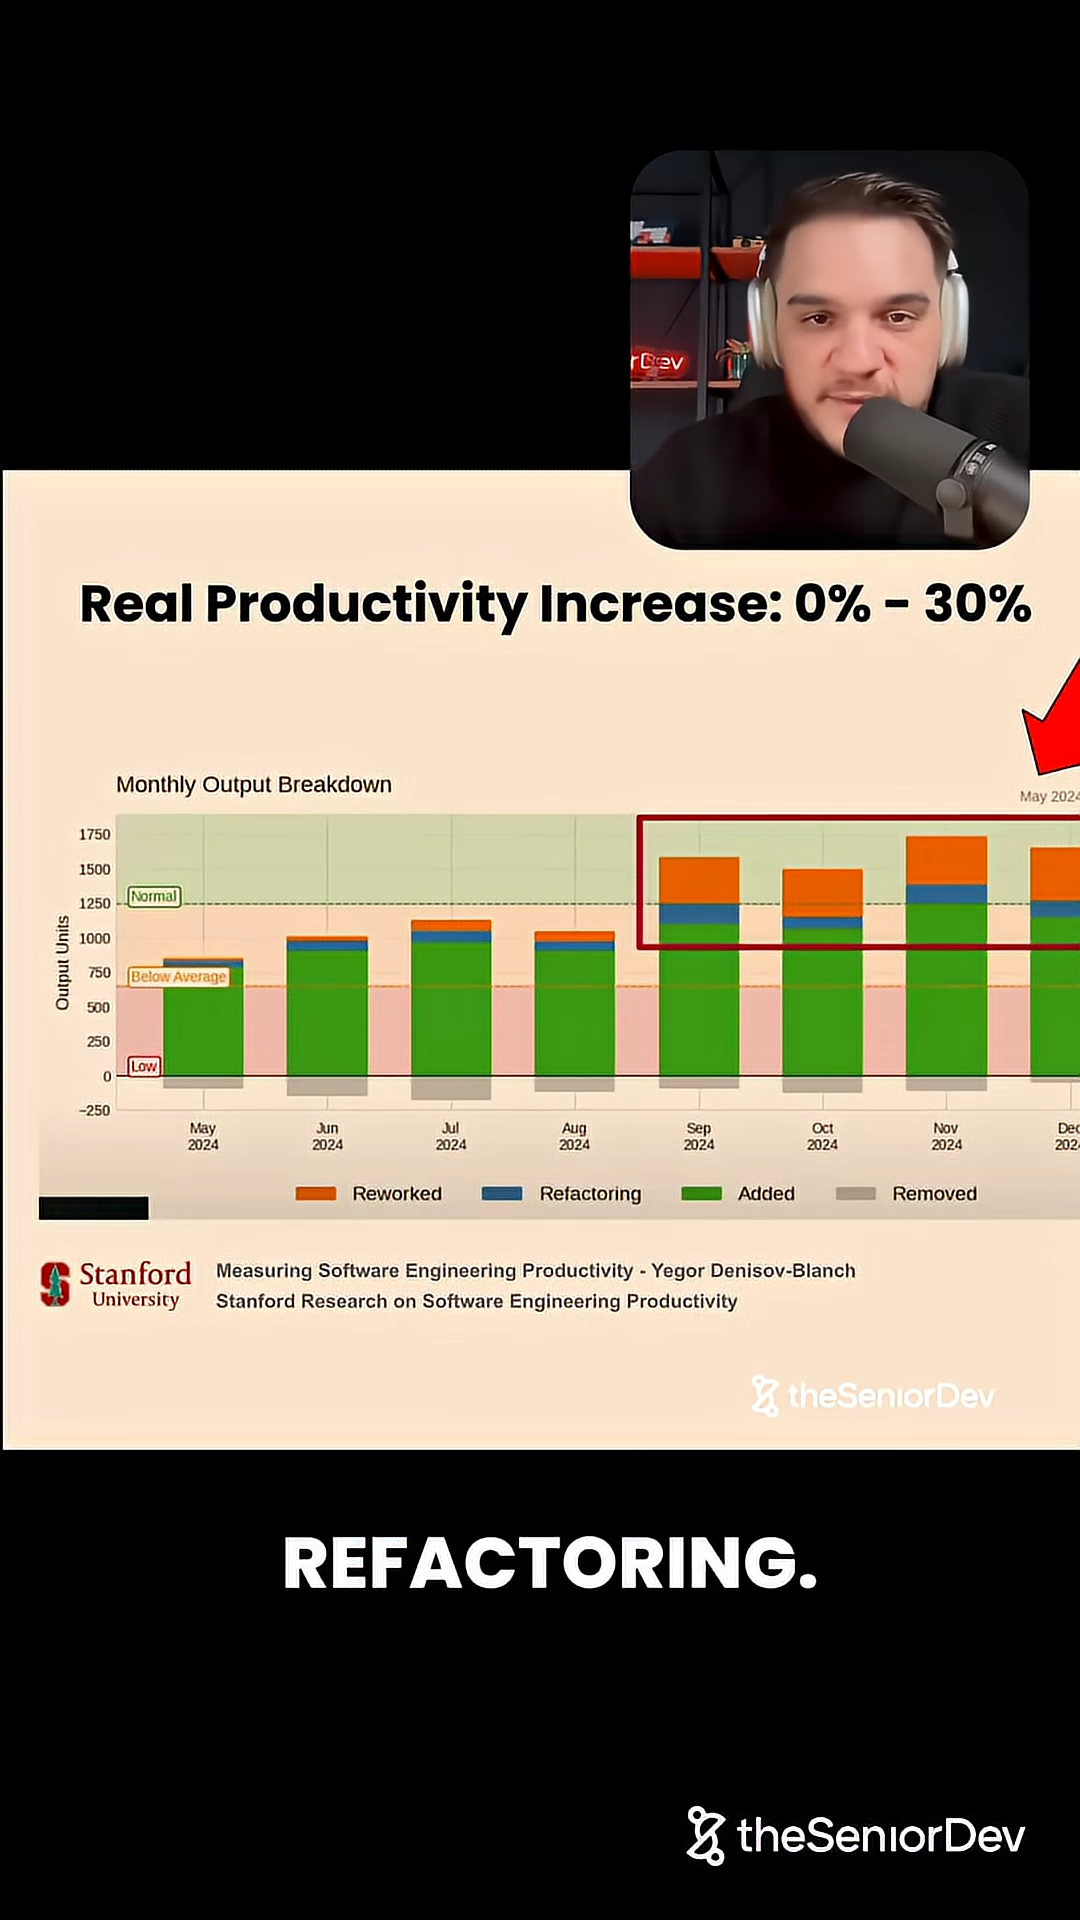 rDev
Real Productivity Increase: 0% - 30%
Monthly Output Breakdown
May 2024
1750
1500
1250
1000
750
500
250
0
-250
Output Units
Normal
Below Average
Low
May
2024
Jun
2024
Jul
2024
Aug
2024
Sep
2024
Oct
2024
Nov
2024
Dec
202
Reworked
Refactoring
Added
Removed
Stanford
University
Measuring Software Engineering Productivity - Yegor Denisov-Blanch
Stanford Research on Software Engineering Productivity
theSeniorDev
REFACTORING.
theSeniorDev